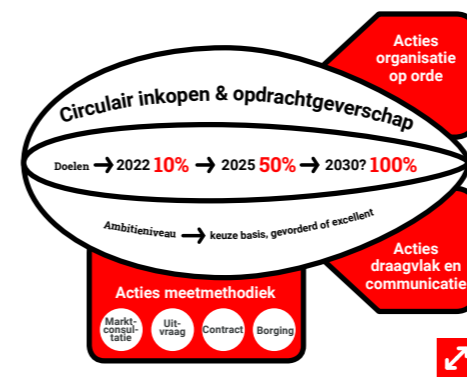 Acties
organisatie
op orde
Circulair inkopen & opdrachtgeverschap
Doelen → 2022 10% → 2025 50% → 2030? 100%
Ambitieniveau → keuze basis, gevorderd of excellent
Acties
draagvlak en
communicatie
Acties meetmethodiek
Markt-
consul-
tatie
Uit-
vraag
Contract
Borging